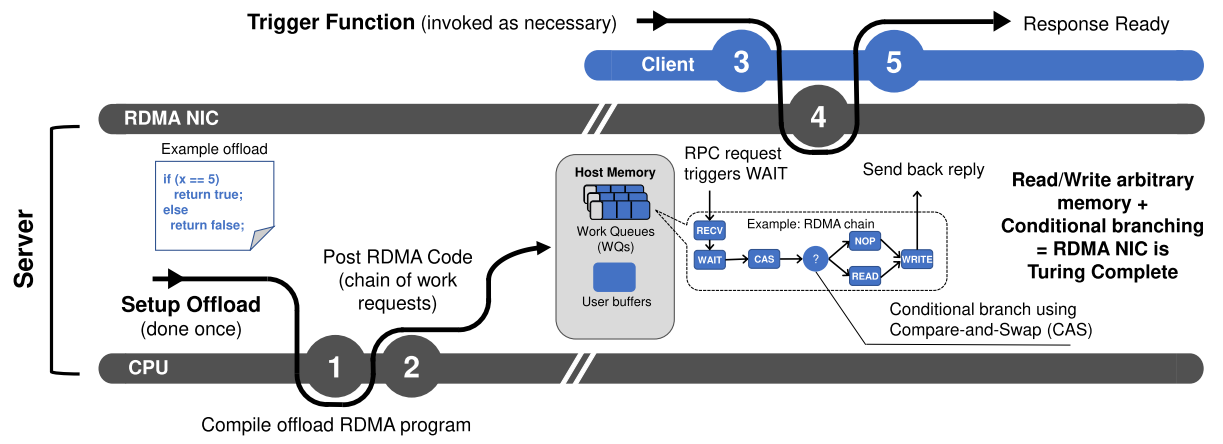 Trigger Function (invoked as necessary)
Response Ready
Client
3
5
RDMA NIC
4
Server
Example offload
if (x == 5)
return true;
else
return false;
Setup Offload
(done once)
Post RDMA Code
(chain of work
requests)
Host Memory
Work Queues
(WQs)
User buffers
RPC request
triggers WAIT
Send back reply
Example: RDMA chain
RECV
WAIT
CAS
?
NOP
READ
WRITE
Conditional branch using
Compare-and-Swap (CAS)
Read/Write arbitrary
memory +
Conditional branching
= RDMA NIC is
Turing Complete
CPU
1
2
Compile offload RDMA program